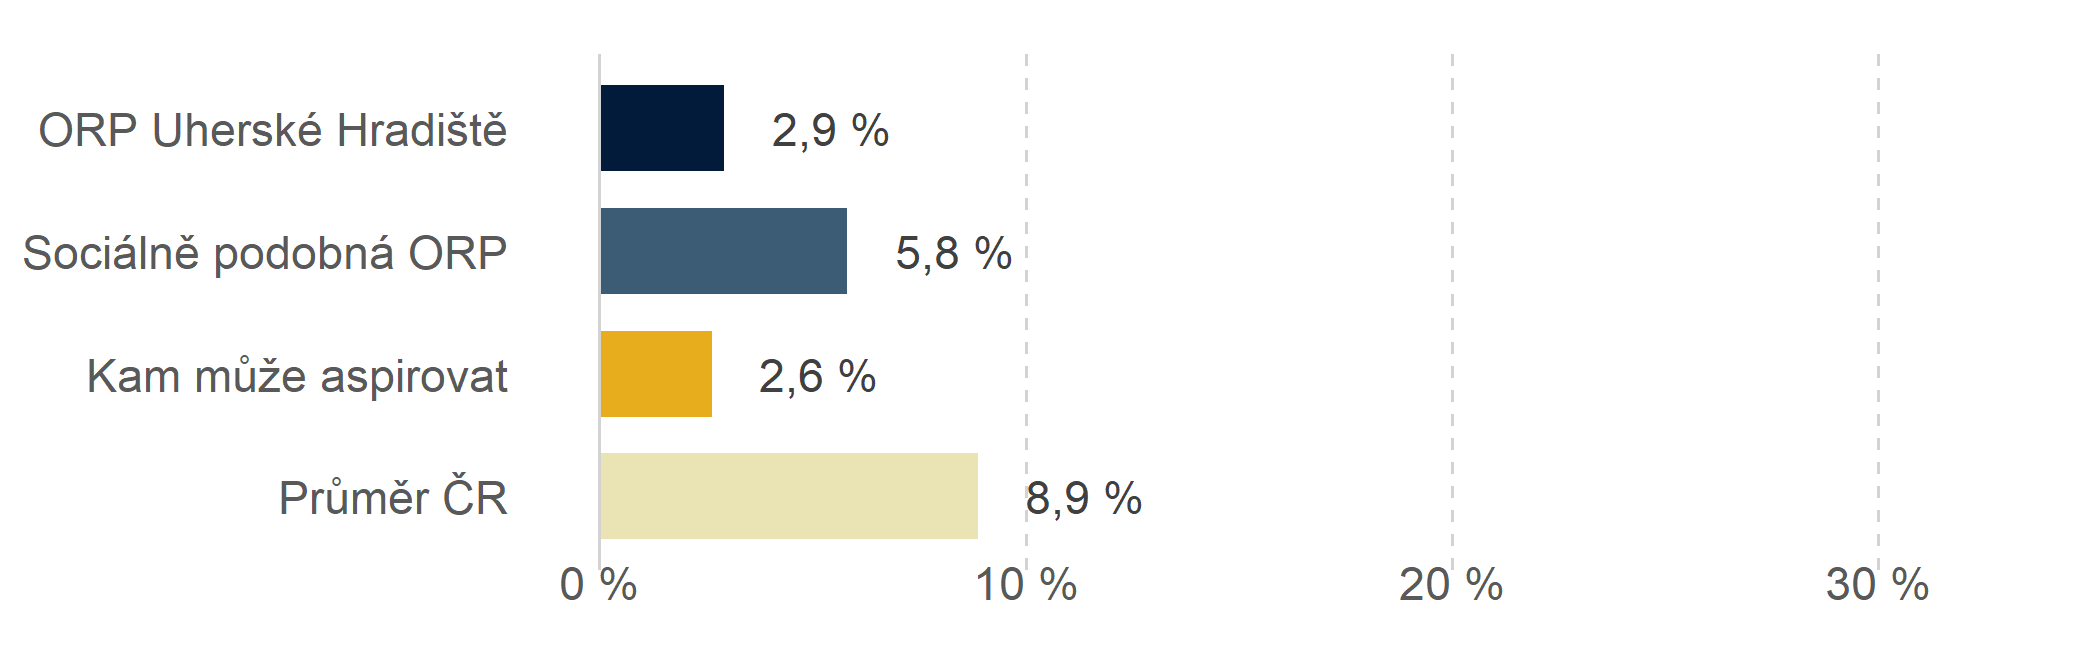 ORP Uherské Hradiště
2,9 %
Sociálně podobná ORP
5,8 %
Kam může aspirovat
2,6 %
Průměr ČR
8,9 %
0 %
10 %
20 %
30 %